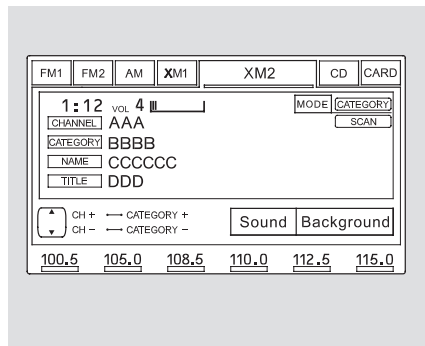 FM1 FM2 AM XM1 XM2 CD CARD
1:12 VOL 4 MODE CATEGORY
CHANNEL AAA SCAN
CATEGORY BBBB
NAME CCCCCC
TITLE DDD
CH + ↔ CATEGORY +
CH − ↔ CATEGORY −
Sound Background
100.5 105.0 108.5 110.0 112.5 115.0